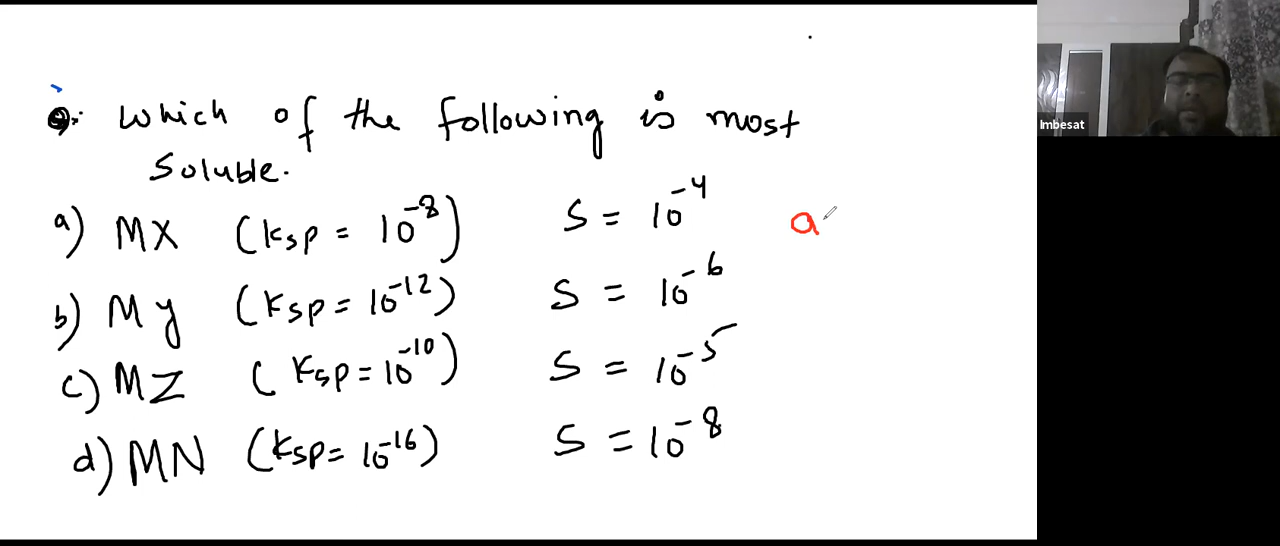 Q: Which of the following is most
Soluble.
a) MX (Ksp = 10⁻⁸) S = 10⁻⁴ a
b) My (Ksp = 10⁻¹²) S = 10⁻⁶
c) MZ (Ksp = 10⁻¹⁰) S = 10⁻⁵
d) MN (Ksp = 10⁻¹⁶) S = 10⁻⁸
Imbesat